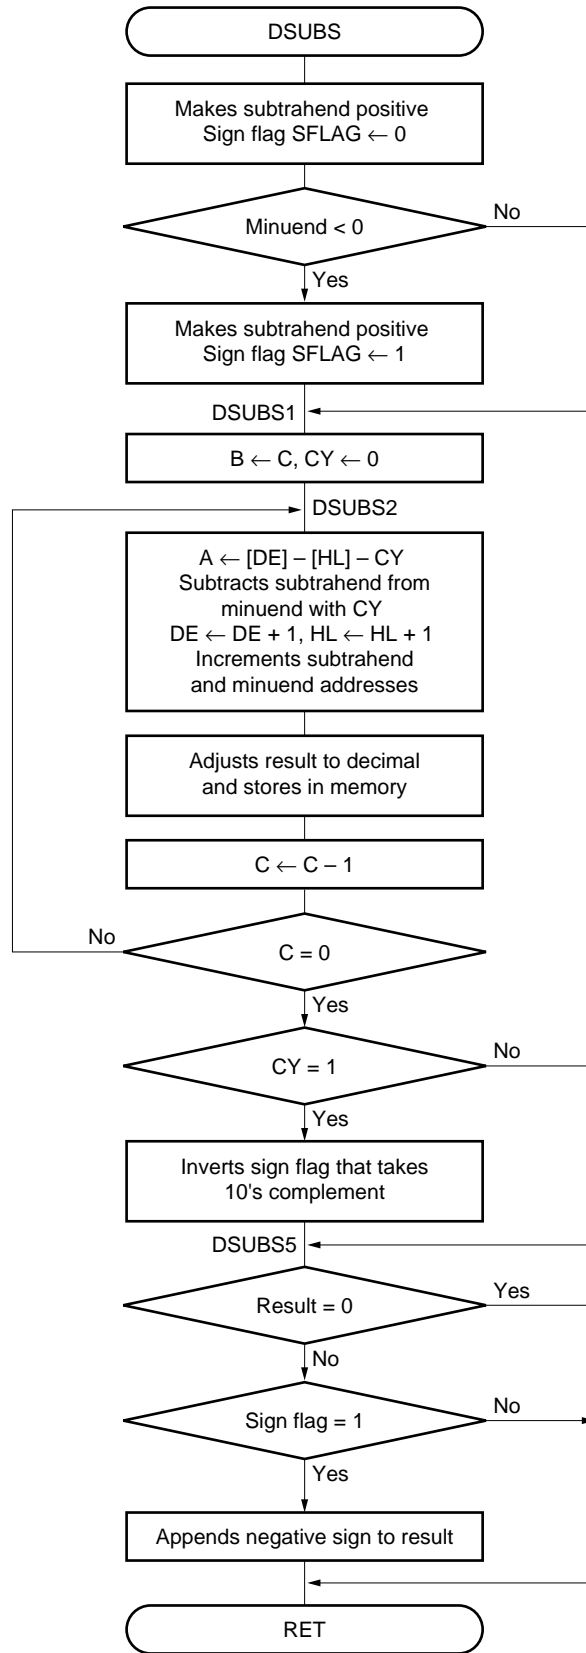 DSUBS
Makes subtrahend positive
Sign flag SFLAG ← 0
Minuend < 0
No
Yes
Makes subtrahend positive
Sign flag SFLAG ← 1
DSUBS1
B ← C, CY ← 0
DSUBS2
A ← [DE] – [HL] – CY
Subtracts subtrahend from
minuend with CY
DE ← DE + 1, HL ← HL + 1
Increments subtrahend
and minuend addresses
Adjusts result to decimal
and stores in memory
C ← C – 1
No
C = 0
Yes
CY = 1
No
Yes
Inverts sign flag that takes
10's complement
DSUBS5
Result = 0
Yes
No
Sign flag = 1
No
Yes
Appends negative sign to result
RET